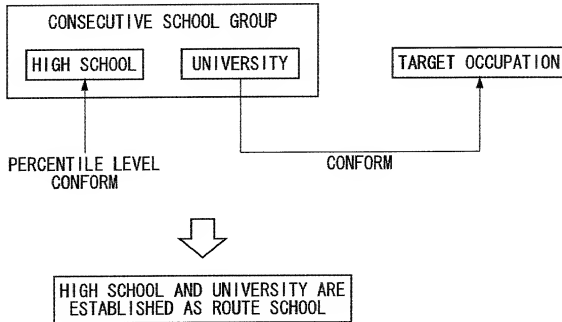 CONSECUTIVE SCHOOL GROUP
HIGH SCHOOL
UNIVERSITY
TARGET OCCUPATION
PERCENTILE LEVEL
CONFORM
CONFORM
HIGH SCHOOL AND UNIVERSITY ARE
ESTABLISHED AS ROUTE SCHOOL